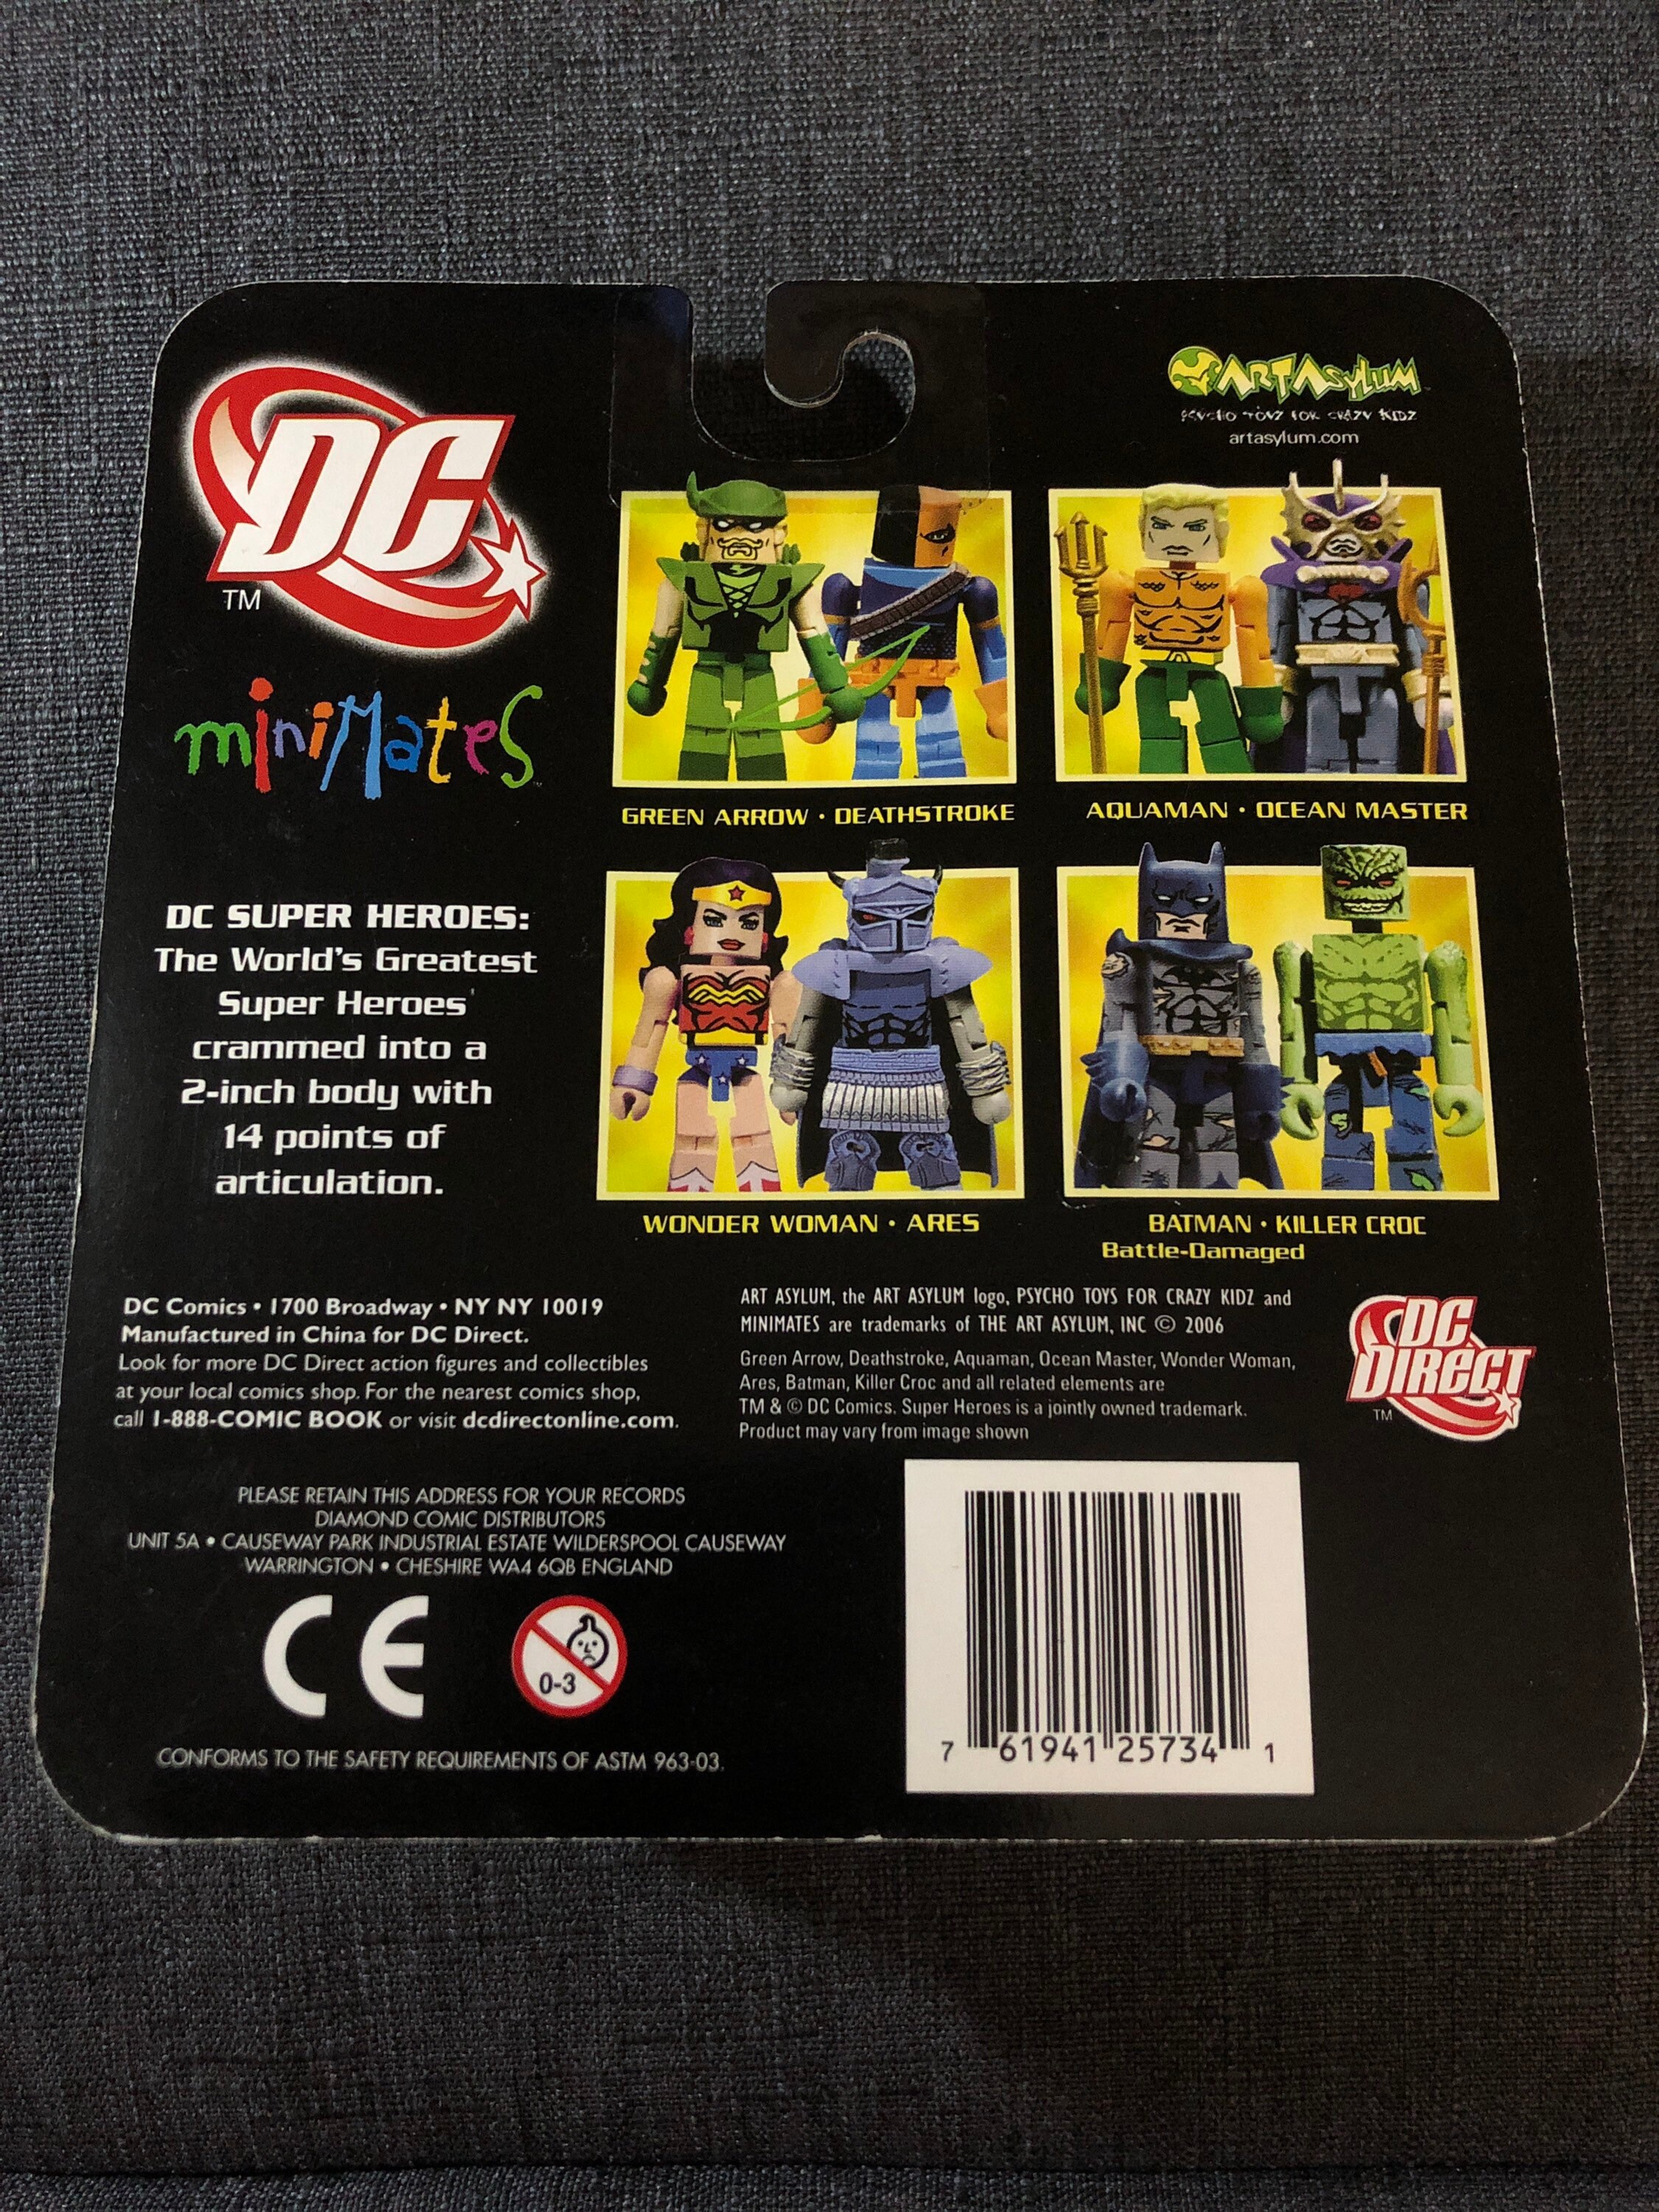 DC
TM
miniMates
DC SUPER HEROES:
The World's Greatest
Super Heroes
crammed into a
2-inch body with
14 points of
articulation.
ART ASYLUM
PSYCHO TOYZ FOR CRAZY KIDZ
artasylum.com
GREEN ARROW • DEATHSTROKE
AQUAMAN • OCEAN MASTER
WONDER WOMAN • ARES
BATMAN • KILLER CROC
Battle-Damaged
DC Comics • 1700 Broadway • NY NY 10019
Manufactured in China for DC Direct.
Look for more DC Direct action figures and collectibles
at your local comics shop. For the nearest comics shop,
call 1-888-COMIC BOOK or visit dcdirectonline.com.
ART ASYLUM, the ART ASYLUM logo, PSYCHO TOYS FOR CRAZY KIDZ and
MINIMATES are trademarks of THE ART ASYLUM, INC © 2006
Green Arrow, Deathstroke, Aquaman, Ocean Master, Wonder Woman,
Ares, Batman, Killer Croc and all related elements are
TM & © DC Comics. Super Heroes is a jointly owned trademark.
Product may vary from image shown
DC
DIRECT
TM
PLEASE RETAIN THIS ADDRESS FOR YOUR RECORDS
DIAMOND COMIC DISTRIBUTORS
UNIT 5A • CAUSEWAY PARK INDUSTRIAL ESTATE WILDERSPOOL CAUSEWAY
WARRINGTON • CHESHIRE WA4 6QB ENGLAND
CE
0-3
CONFORMS TO THE SAFETY REQUIREMENTS OF ASTM 963-03.
7 61941 25734 1